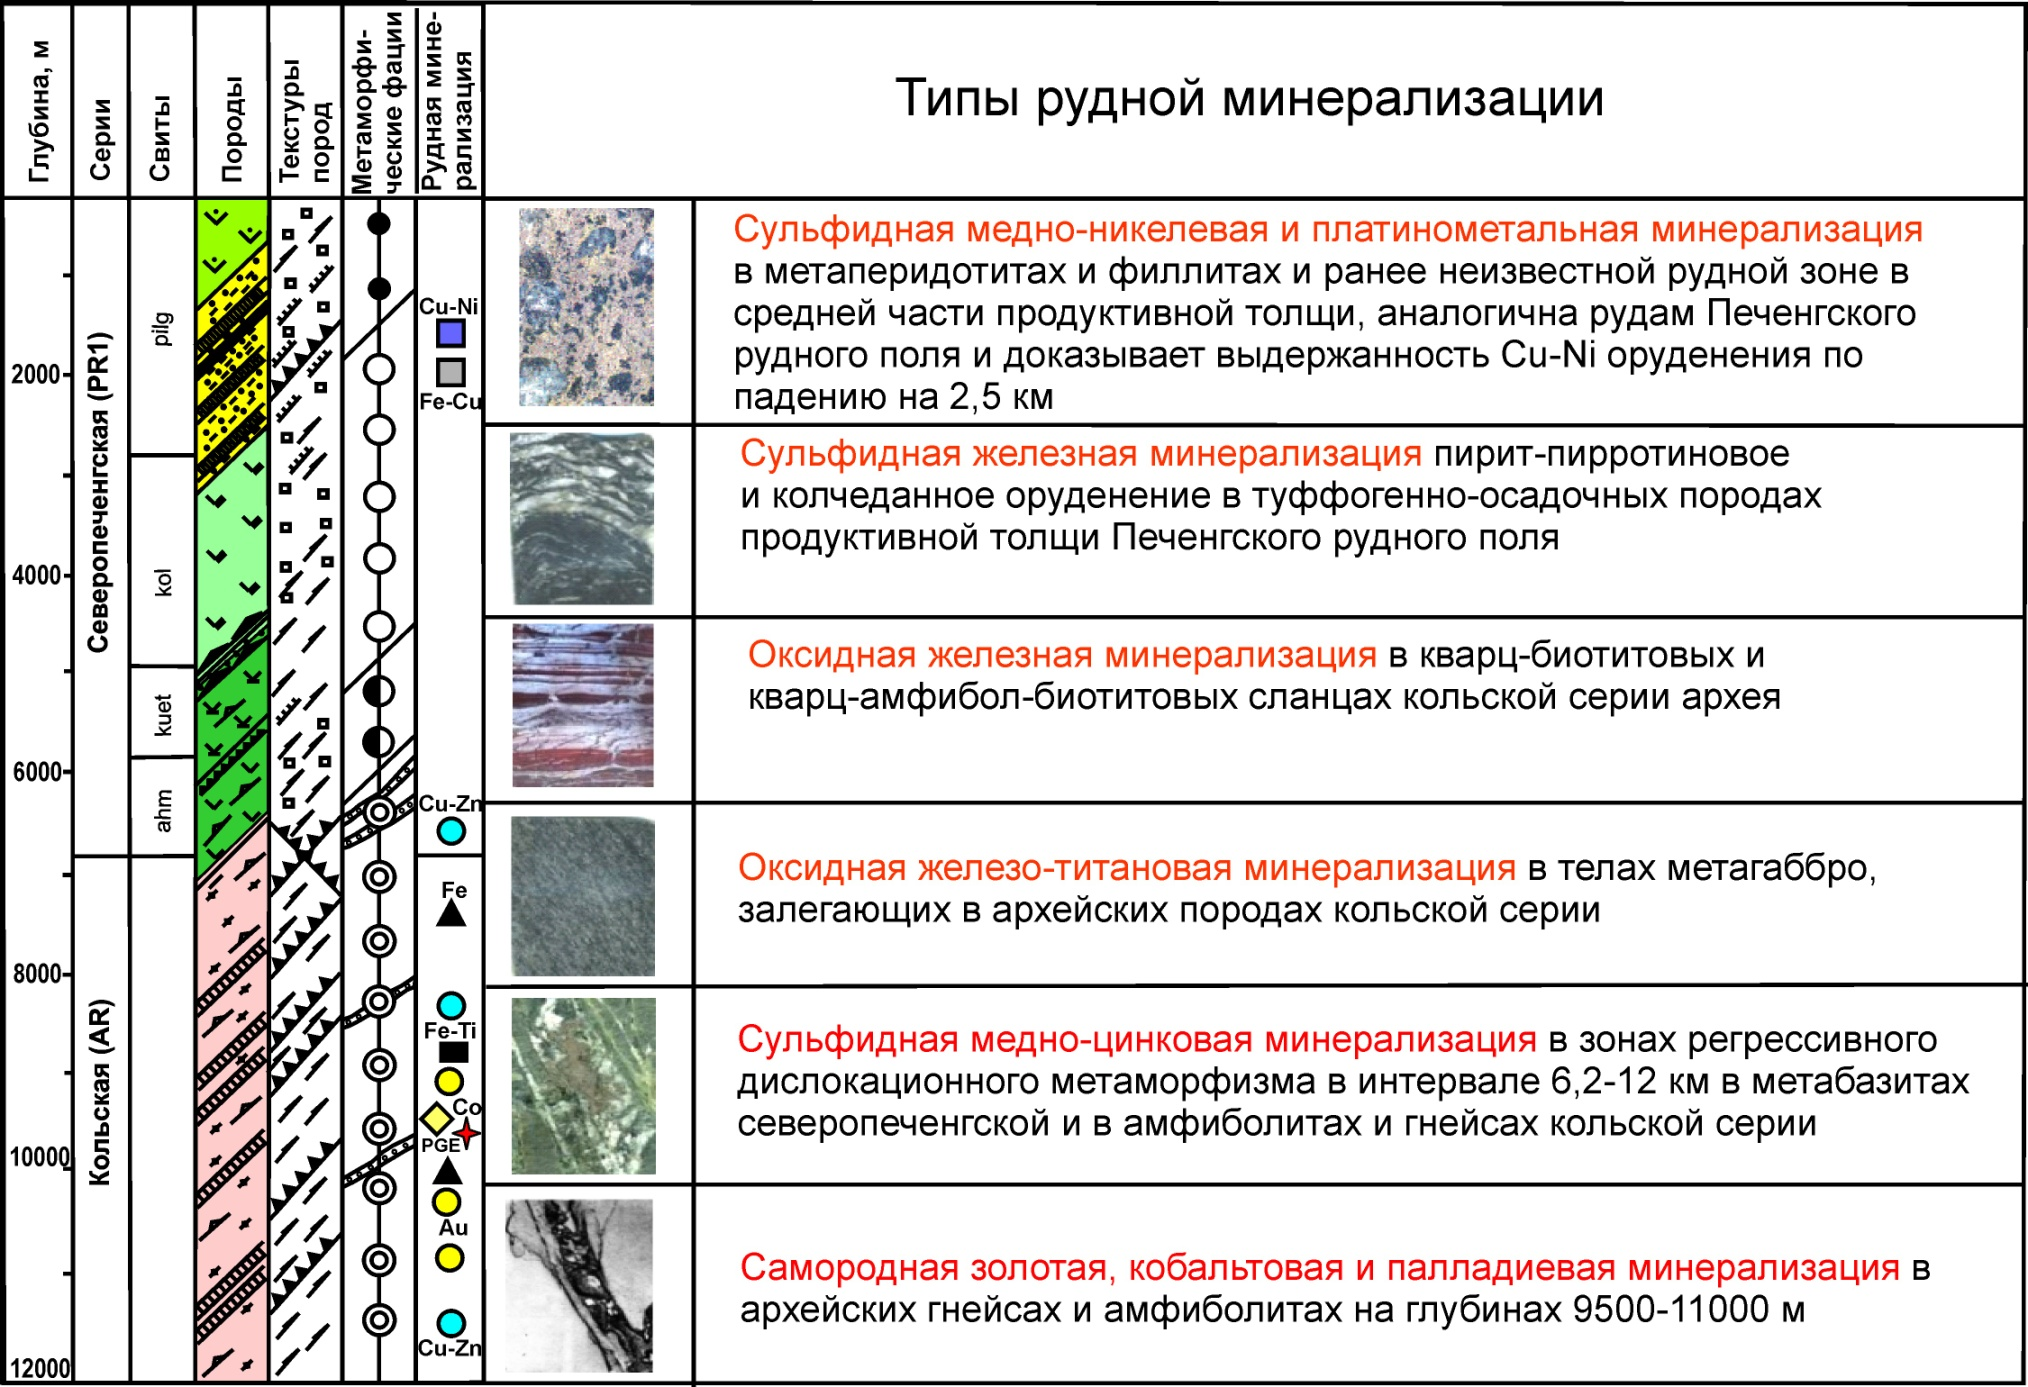 Глубина, м
Серии
Свиты
Породы
Текстуры
пород
Метаморфи-
ческие фации
Рудная мине-
рализация
Типы рудной минерализации
2000
4000
6000
8000
10000
12000
Северопеченгская (PR1)
Кольская (AR)
pilg
kol
kuet
ahm
Cu-Ni
Fe-Cu
Cu-Zn
Fe
Fe-Ti
Co
PGE
Au
Cu-Zn
Сульфидная медно-никелевая и платинометальная минерализация
в метаперидотитах и филлитах и ранее неизвестной рудной зоне в
средней части продуктивной толщи, аналогична рудам Печенгского
рудного поля и доказывает выдержанность Cu-Ni оруденения по
падению на 2,5 км
Сульфидная железная минерализация пирит-пирротиновое
и колчеданное оруденение в туффогенно-осадочных породах
продуктивной толщи Печенгского рудного поля
Оксидная железная минерализация в кварц-биотитовых и
кварц-амфибол-биотитовых сланцах кольской серии архея
Оксидная железо-титановая минерализация в телах метагаббро,
залегающих в архейских породах кольской серии
Сульфидная медно-цинковая минерализация в зонах регрессивного
дислокационного метаморфизма в интервале 6,2-12 км в метабазитах
северопеченгской и в амфиболитах и гнейсах кольской серии
Самородная золотая, кобальтовая и палладиевая минерализация в
архейских гнейсах и амфиболитах на глубинах 9500-11000 м